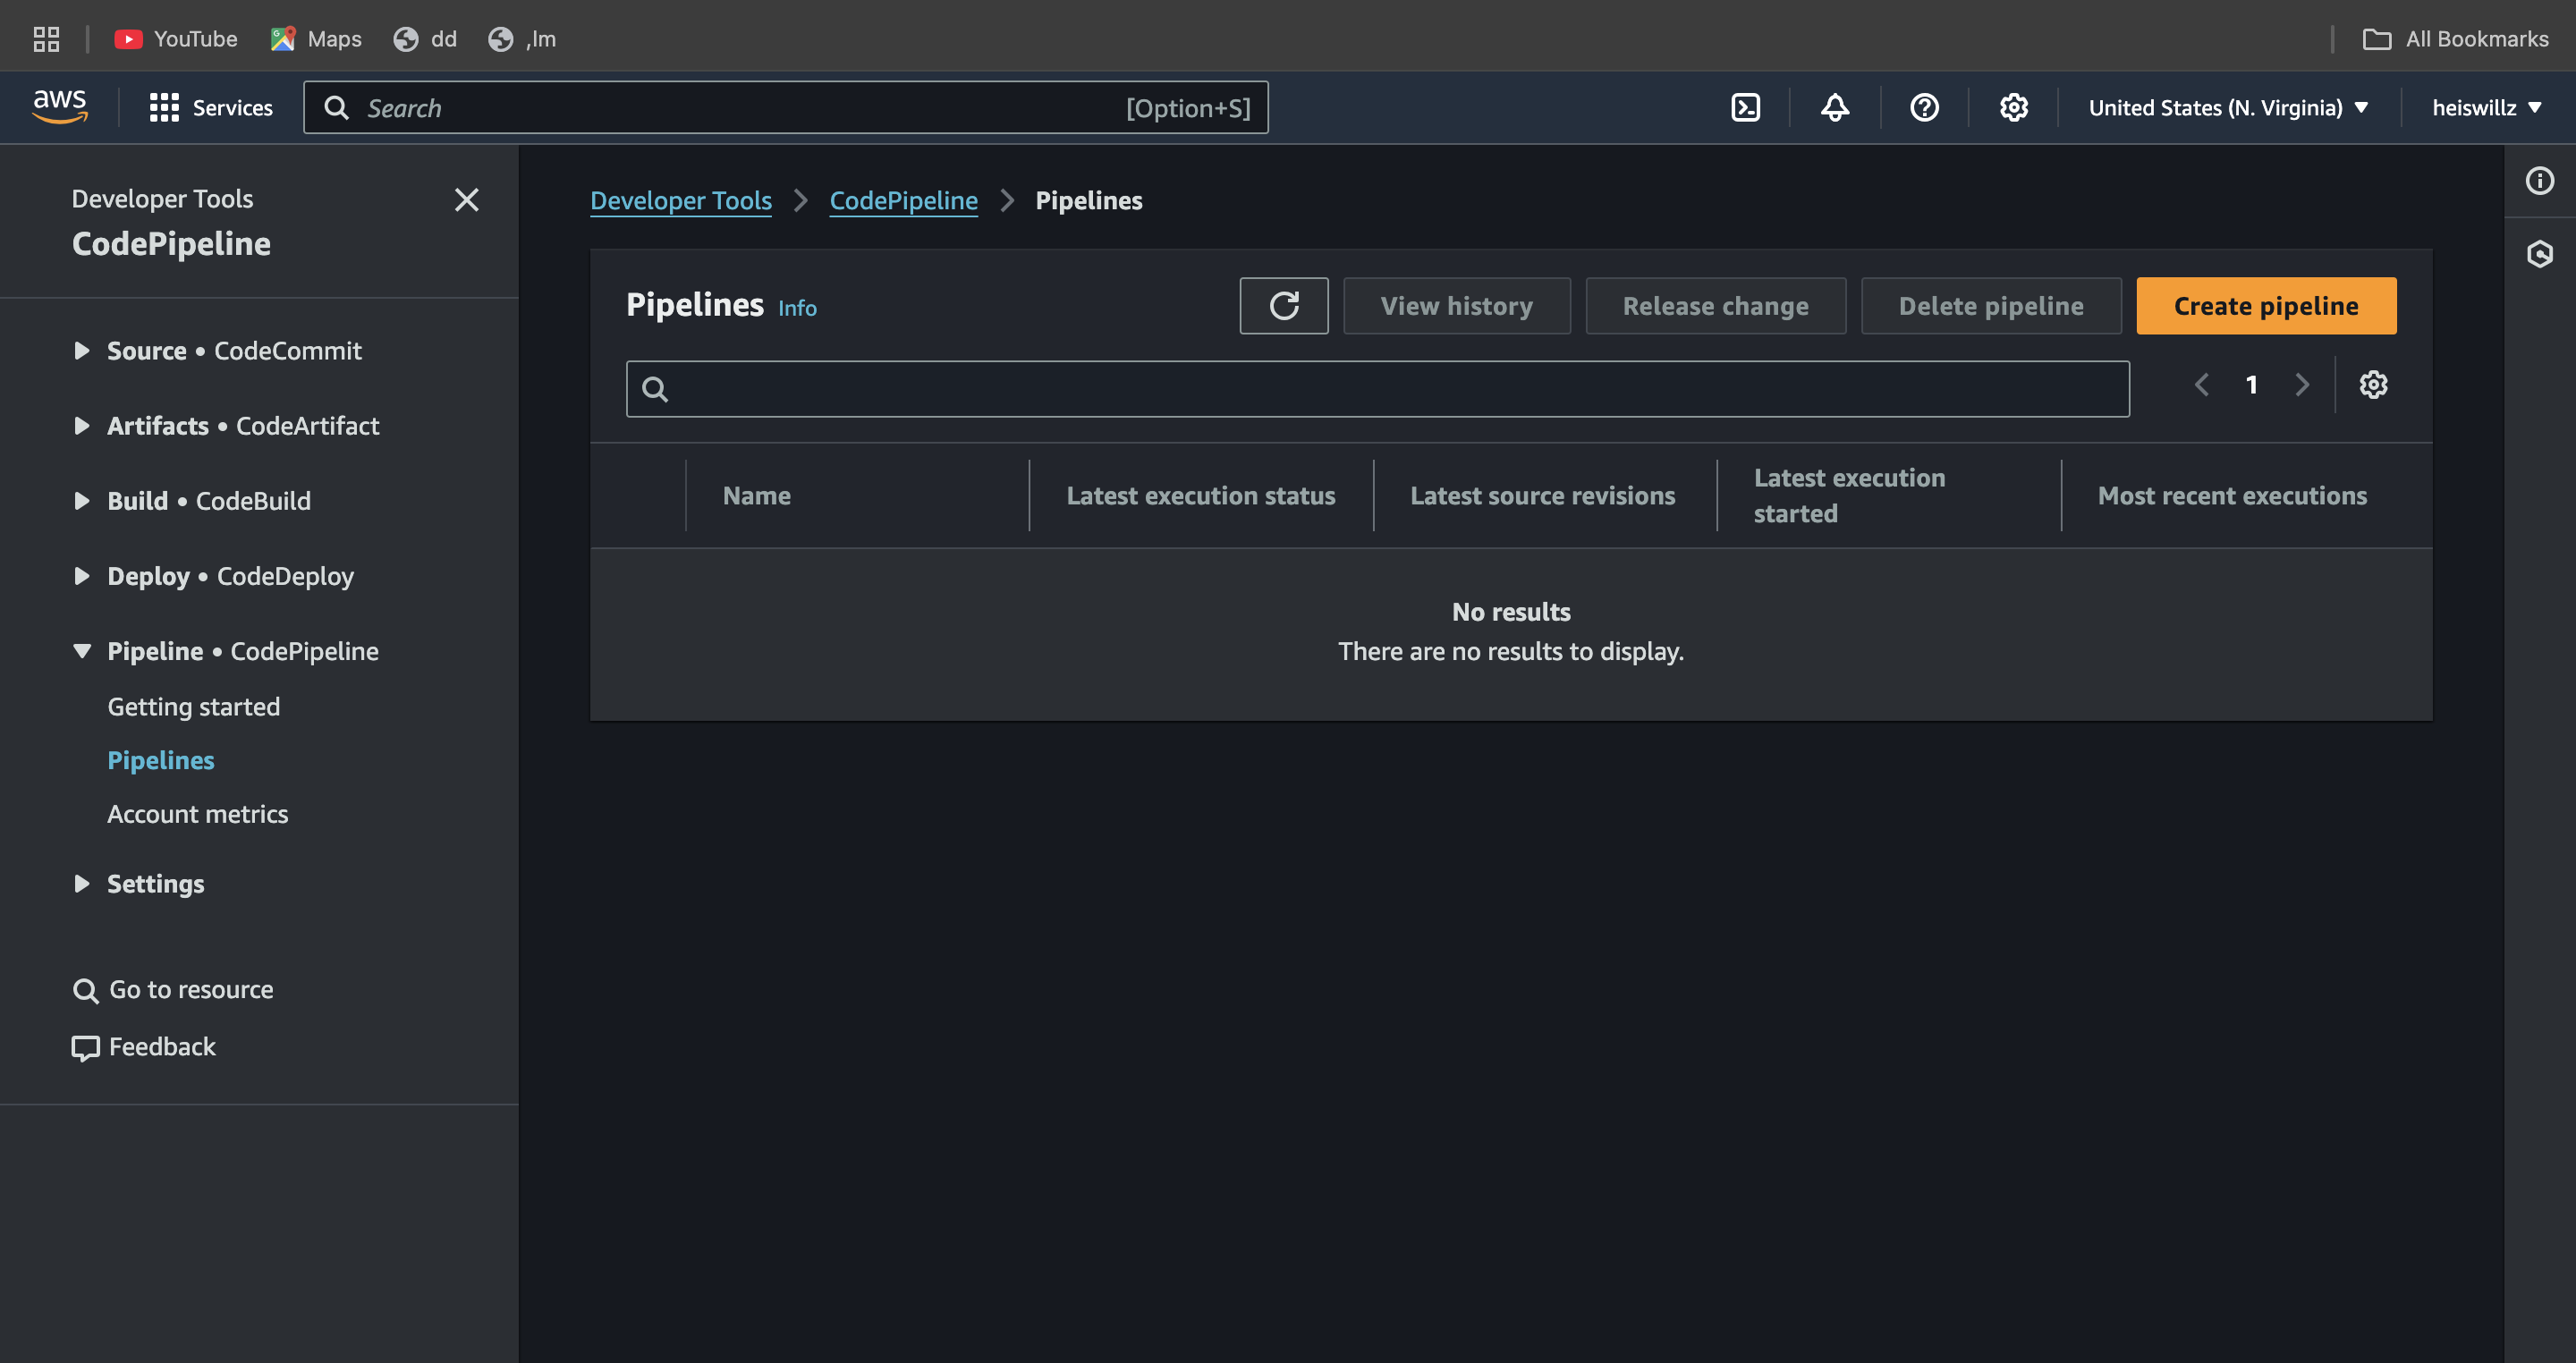 YouTube
Maps
dd
,lm
All Bookmarks
aws
Services
Search
[Option+S]
United States (N. Virginia)
heiswillz
Developer Tools
CodePipeline
Source • CodeCommit
Artifacts • CodeArtifact
Build • CodeBuild
Deploy • CodeDeploy
Pipeline • CodePipeline
Getting started
Pipelines
Account metrics
Settings
Go to resource
Feedback
Developer Tools
CodePipeline
Pipelines
Pipelines Info
View history
Release change
Delete pipeline
Create pipeline
1
Name
Latest execution status
Latest source revisions
Latest execution
started
Most recent executions
No results
There are no results to display.